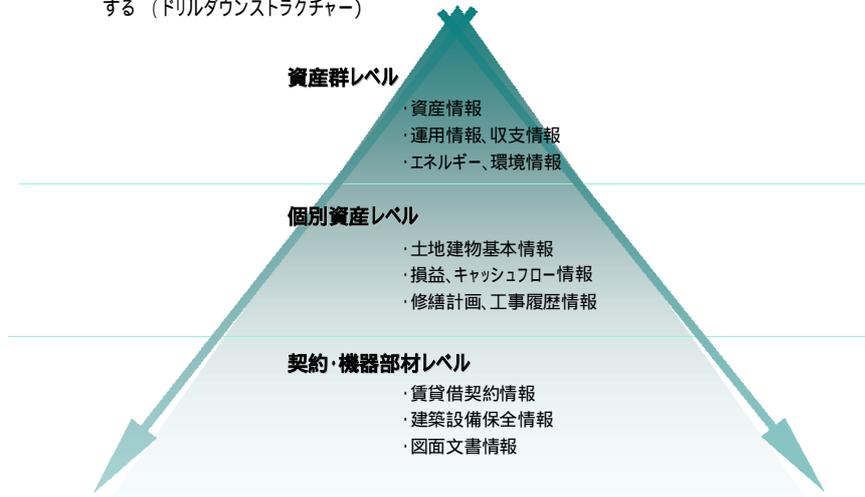 する （ドリルダウンストラクチャー）
資産群レベル
・資産情報
・運用情報、収支情報
・エネルギー、環境情報
個別資産レベル
・土地建物基本情報
・損益、キャッシュフロー情報
・修繕計画、工事履歴情報
契約・機器部材レベル
・賃貸借契約情報
・建築設備保全情報
・図面文書情報